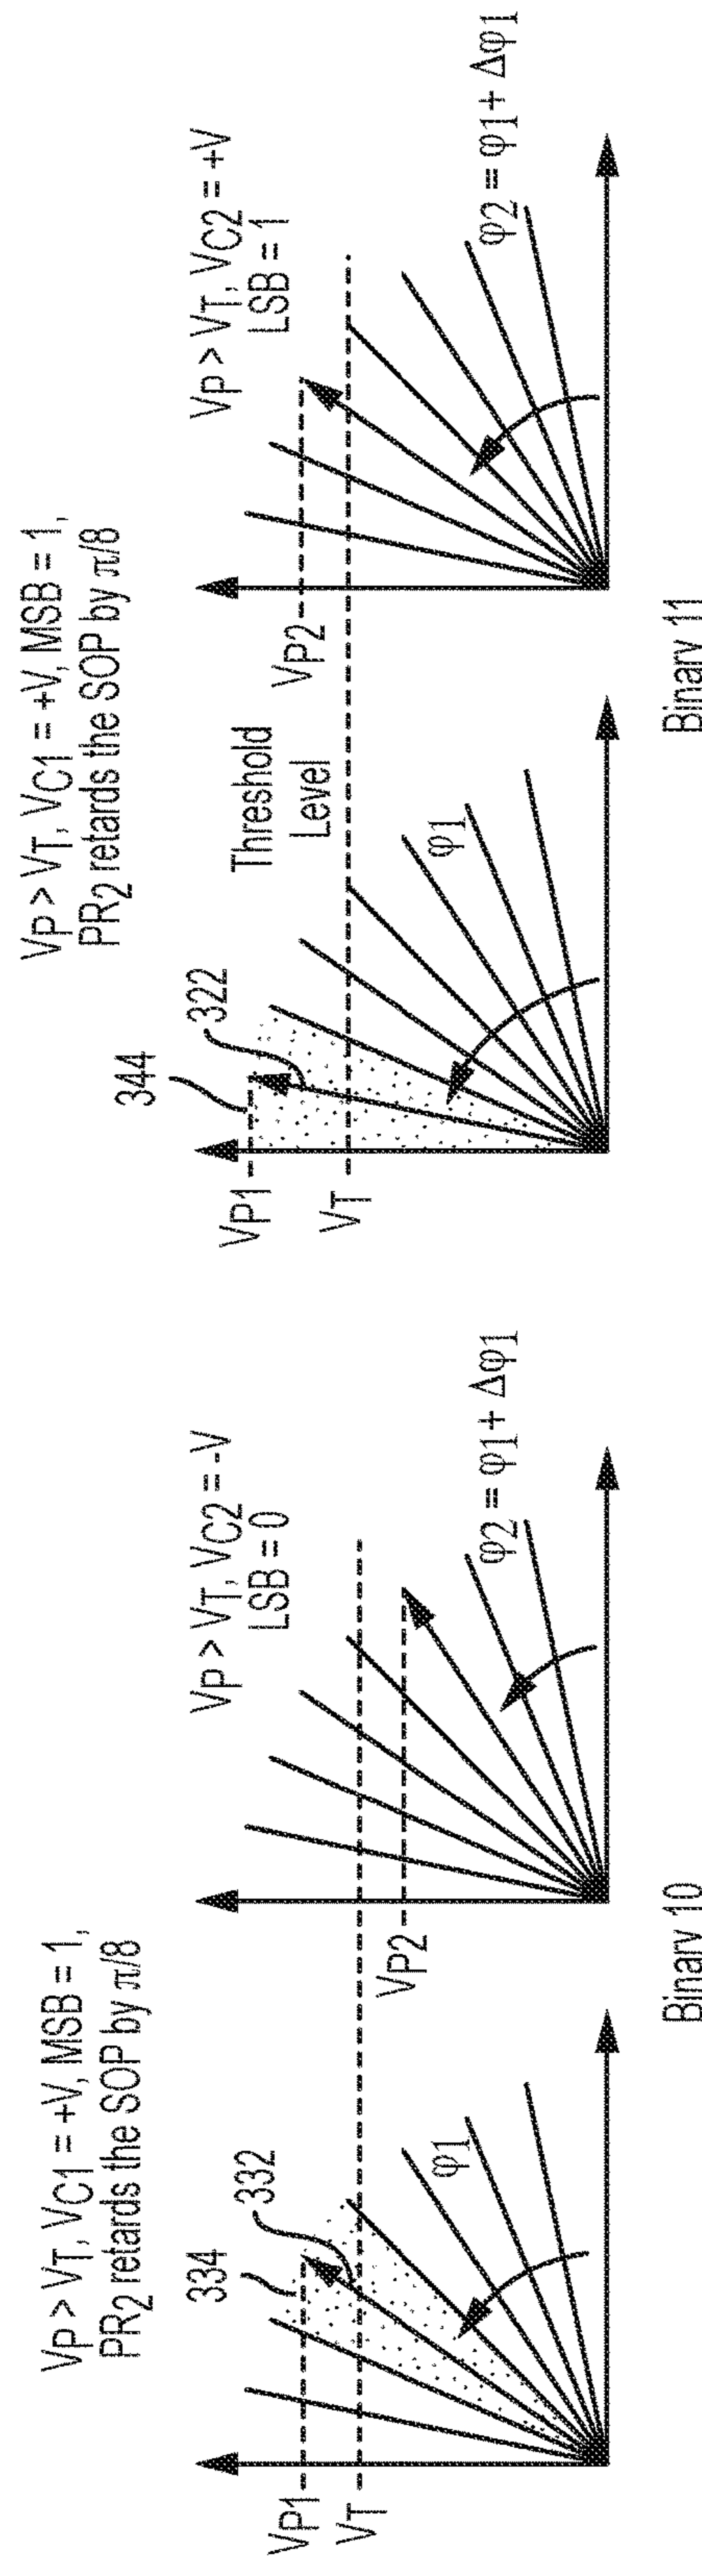 Vp > VT, VC1 = +V, MSB = 1,
PR2 retards the SOP by π/8
334
332
VP1
VT
φ1
Vp > VT, VC2 = -V
LSB = 0
VP2
φ2 = φ1 + Δφ1
Binary 10
Vp > VT, VC1 = +V, MSB = 1,
PR2 retards the SOP by π/8
344
322
VP1
VT
Threshold
Level
φ1
Vp > VT, VC2 = +V
LSB = 1
VP2
φ2 = φ1 + Δφ1
Binary 11